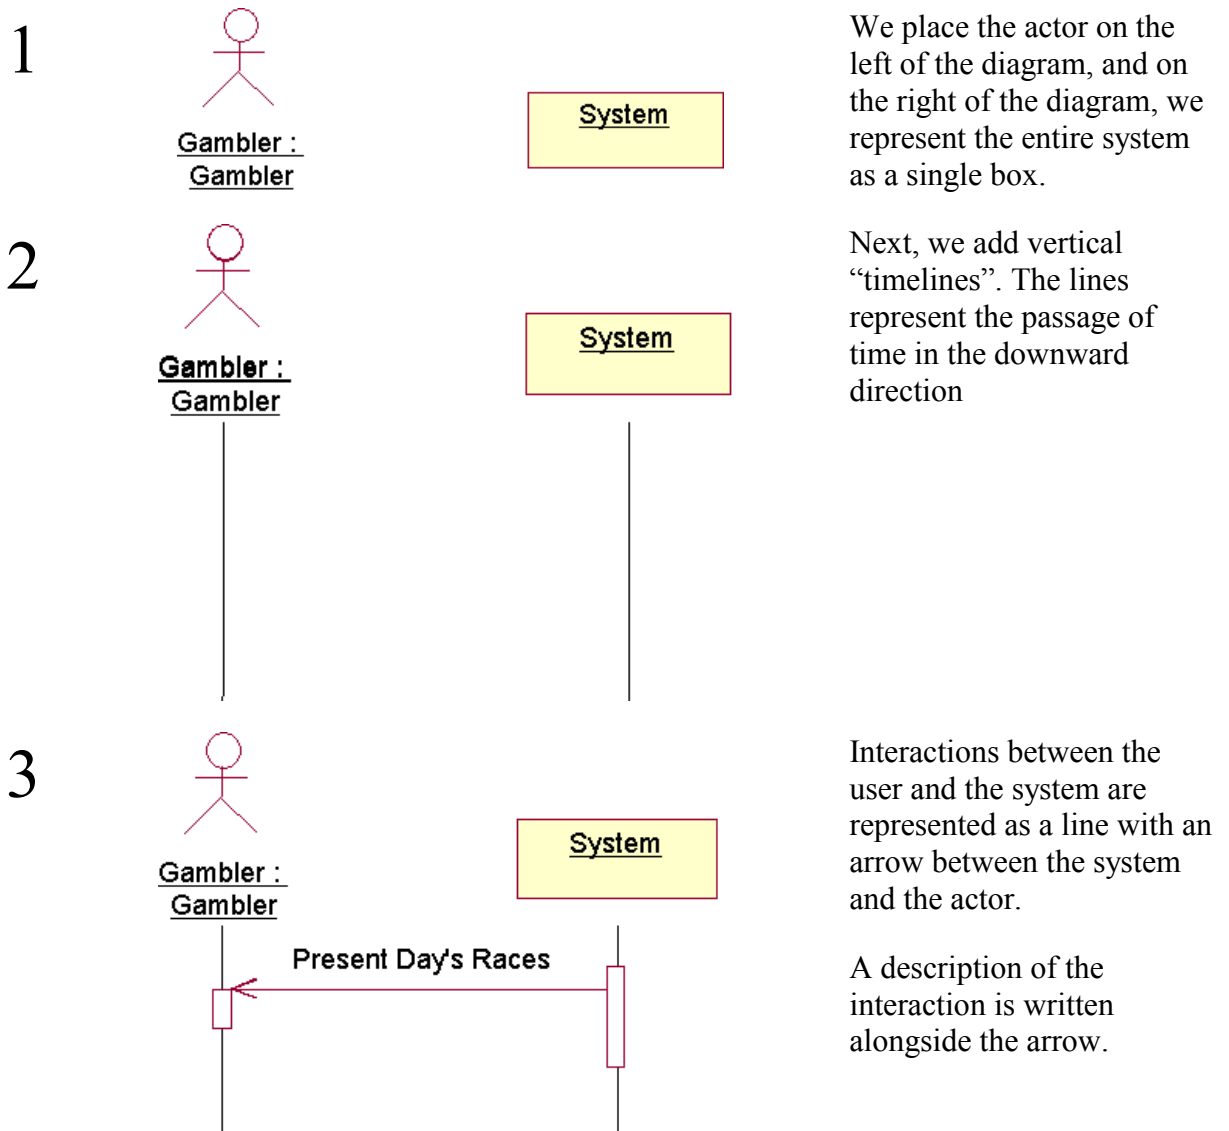 1
Gambler :
Gambler
System
We place the actor on the
left of the diagram, and on
the right of the diagram, we
represent the entire system
as a single box.
2
Gambler :
Gambler
System
Next, we add vertical
“timelines”. The lines
represent the passage of
time in the downward
direction
3
Gambler :
Gambler
System
Present Day's Races
Interactions between the
user and the system are
represented as a line with an
arrow between the system
and the actor.
A description of the
interaction is written
alongside the arrow.